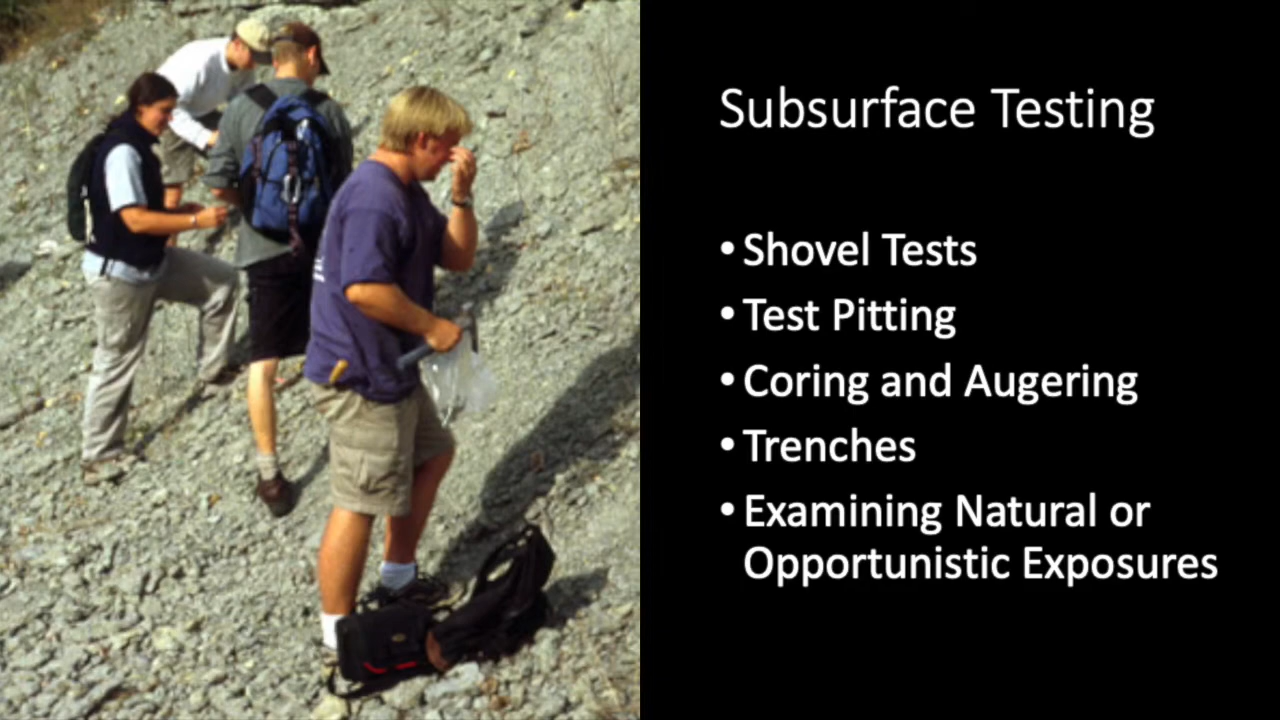 Subsurface Testing
• Shovel Tests
• Test Pitting
• Coring and Augering
• Trenches
• Examining Natural or
Opportunistic Exposures